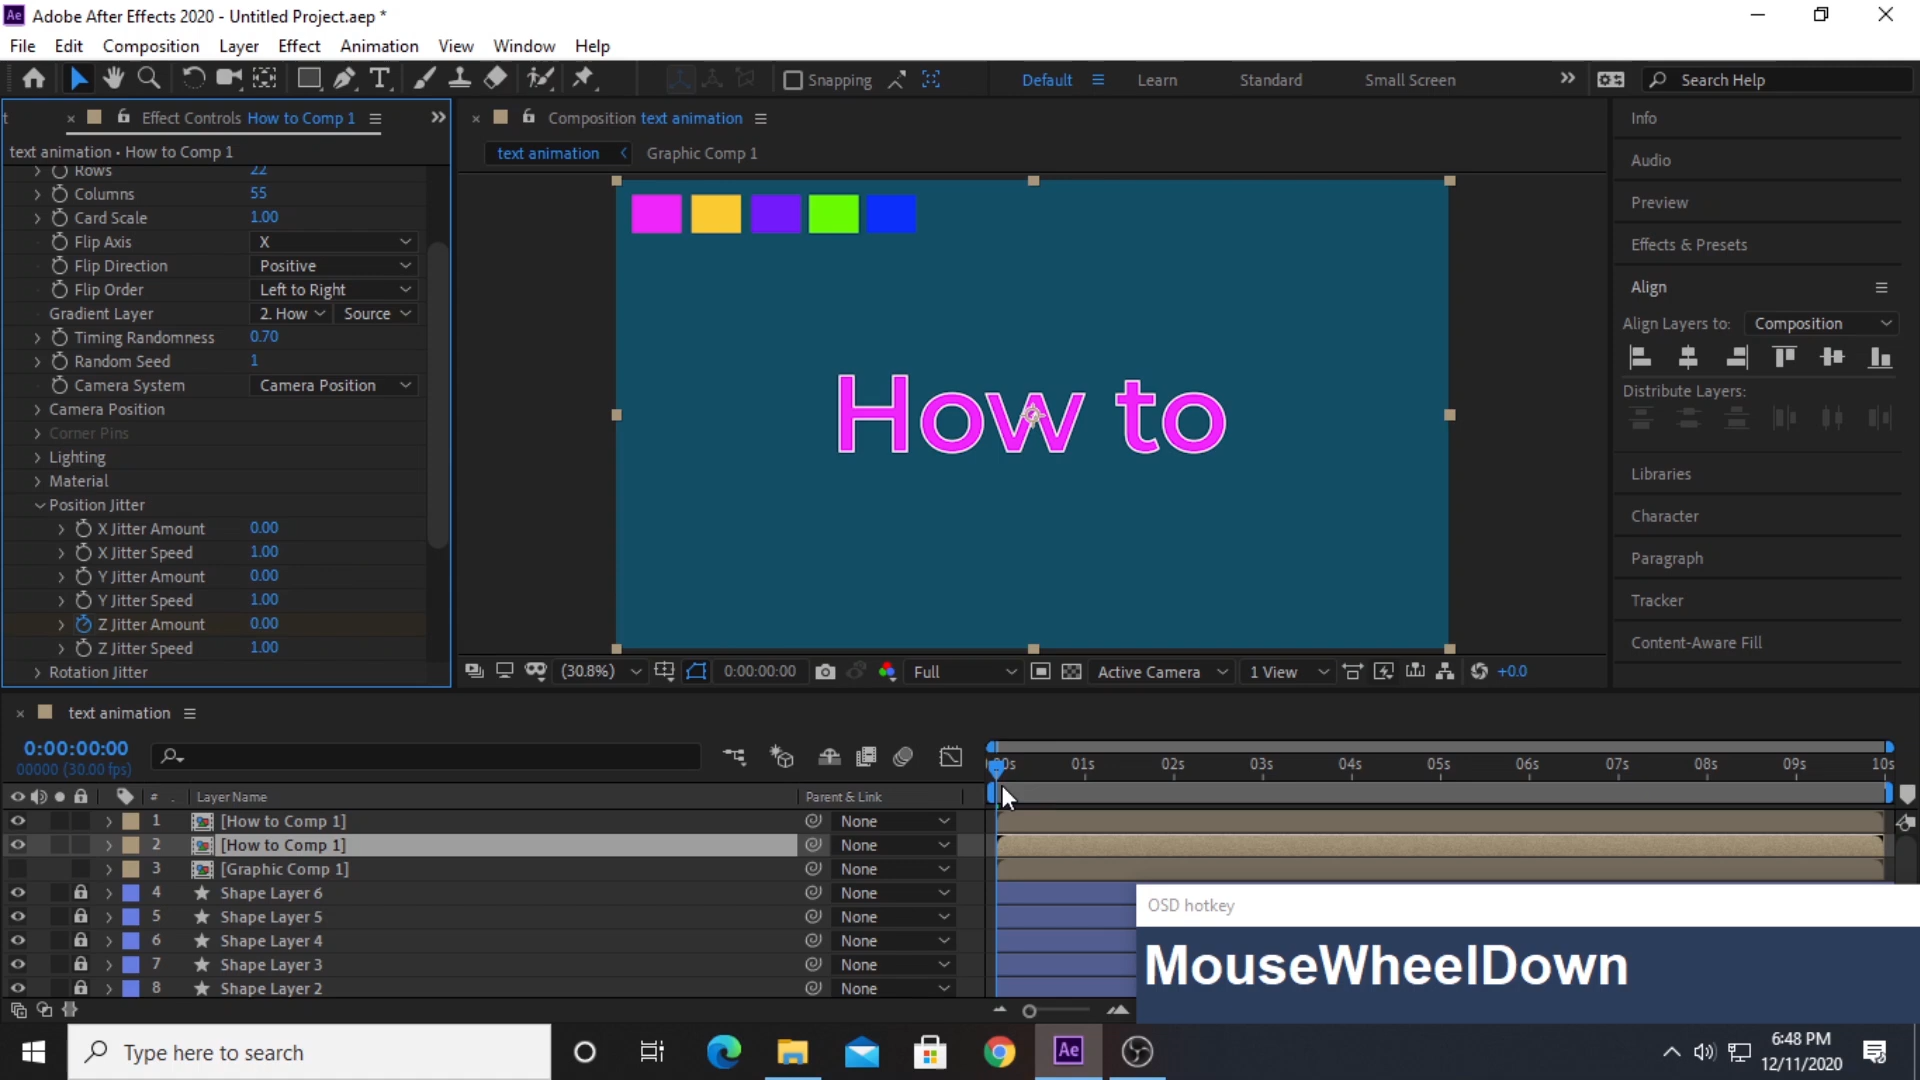 Ae Adobe After Effects 2020 - Untitled Project.aep *
File Edit Composition Layer Effect Animation View Window Help
Snapping Default Learn Standard Small Screen Search Help
t Effect Controls How to Comp 1
text animation • How to Comp 1
Rows 22
Columns 55
Card Scale 1.00
Flip Axis X
Flip Direction Positive
Flip Order Left to Right
Gradient Layer 2. How Source
Timing Randomness 0.70
Random Seed 1
Camera System Camera Position
Camera Position
Corner Pins
Lighting
Material
Position Jitter
X Jitter Amount 0.00
X Jitter Speed 1.00
Y Jitter Amount 0.00
Y Jitter Speed 1.00
Z Jitter Amount 0.00
Z Jitter Speed 1.00
Rotation Jitter
Composition text animation
text animation Graphic Comp 1
How to
(30.8%) 0:00:00:00 Full Active Camera 1 View +0.0
Info
Audio
Preview
Effects & Presets
Align
Align Layers to: Composition
Distribute Layers:
Libraries
Character
Paragraph
Tracker
Content-Aware Fill
text animation
0:00:00:00
00000 (30.00 fps)
00s 01s 02s 03s 04s 05s 06s 07s 08s 09s 10s
# . Layer Name Parent & Link
1 [How to Comp 1] None
2 [How to Comp 1] None
3 [Graphic Comp 1] None
4 Shape Layer 6 None
5 Shape Layer 5 None
6 Shape Layer 4 None
7 Shape Layer 3 None
8 Shape Layer 2 None
OSD hotkey
MouseWheelDown
Type here to search
Ae
6:48 PM
12/11/2020